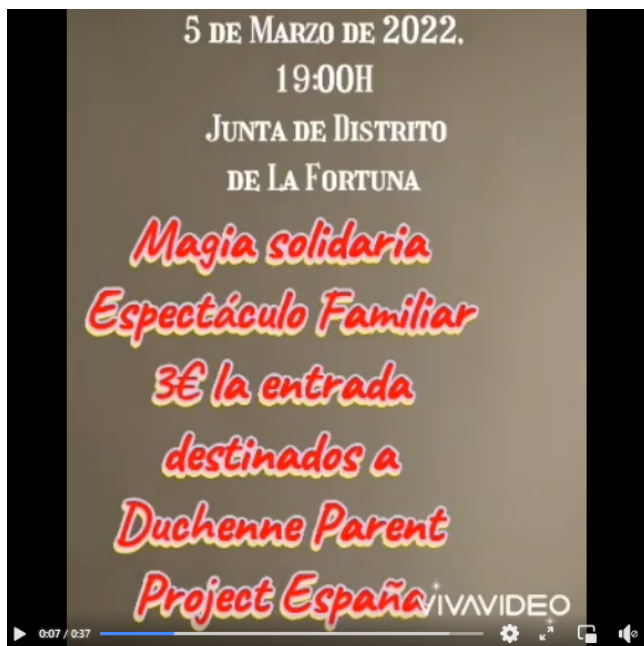 5 DE MARZO DE 2022.
19:00H
JUNTA DE DISTRITO
DE LA FORTUNA
Magia solidaria
Espectáculo Familiar
3€ la entrada
destinados a
Duchenne Parent
Project España
VIVAVIDEO
0:07 / 0:37